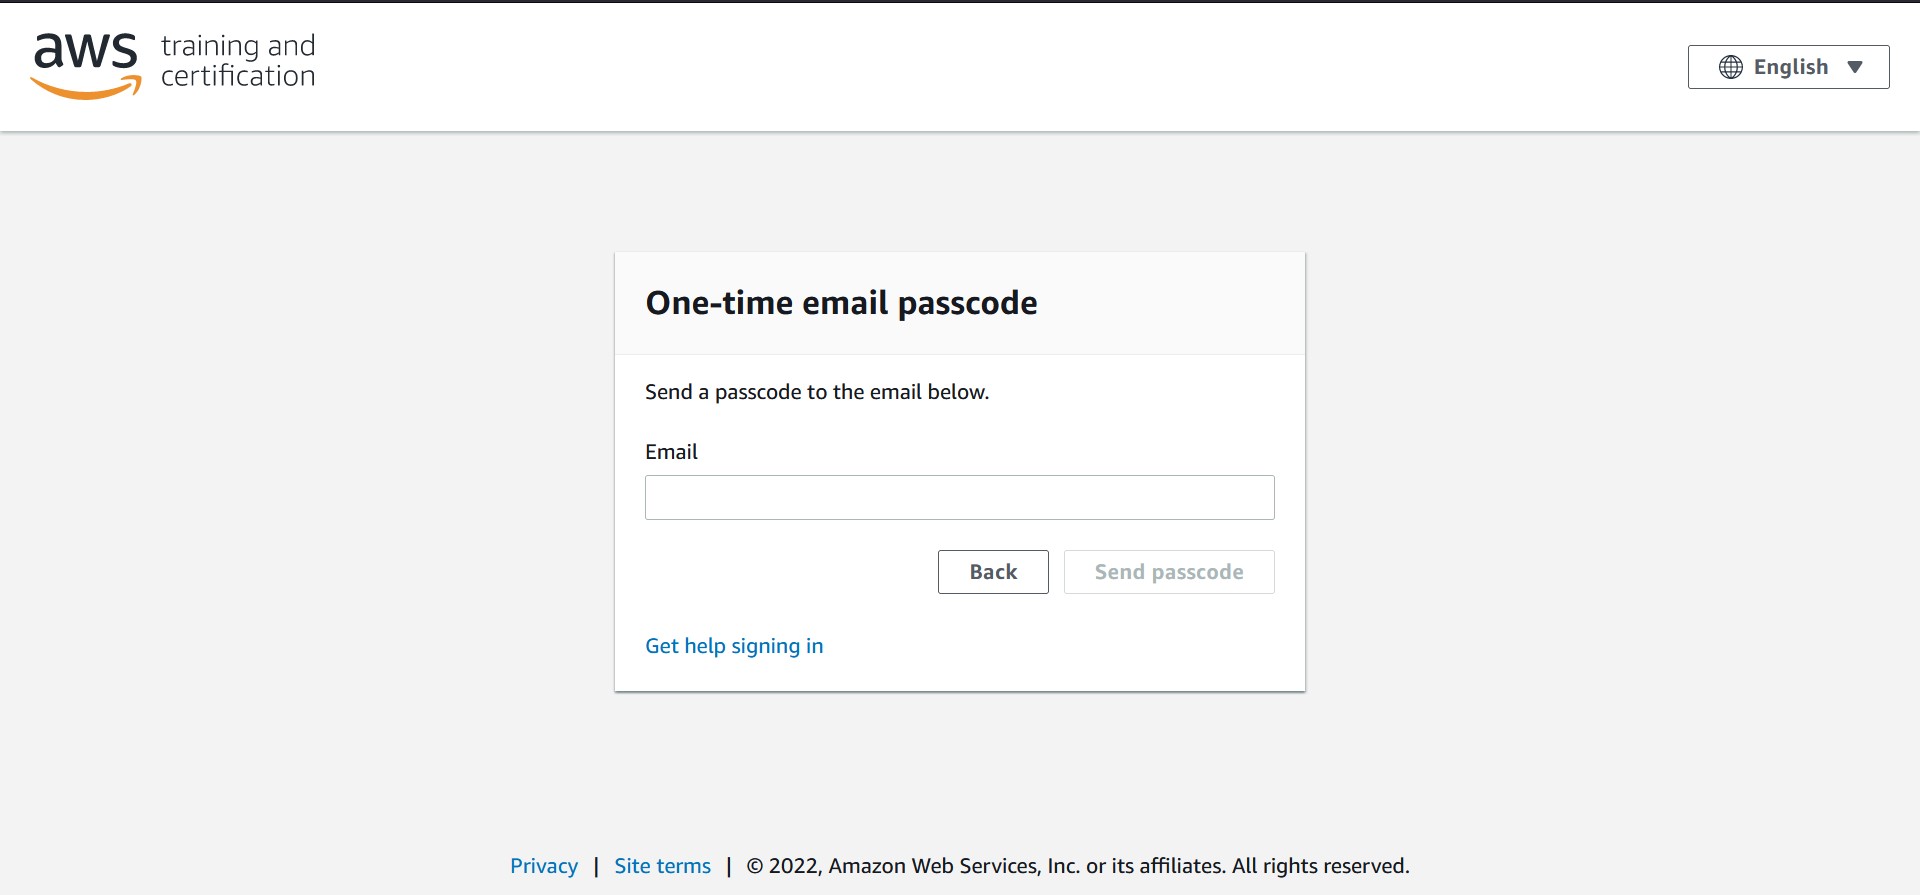 aws training and
certification
English
One-time email passcode
Send a passcode to the email below.
Email
Back Send passcode
Get help signing in
Privacy | Site terms | © 2022, Amazon Web Services, Inc. or its affiliates. All rights reserved.